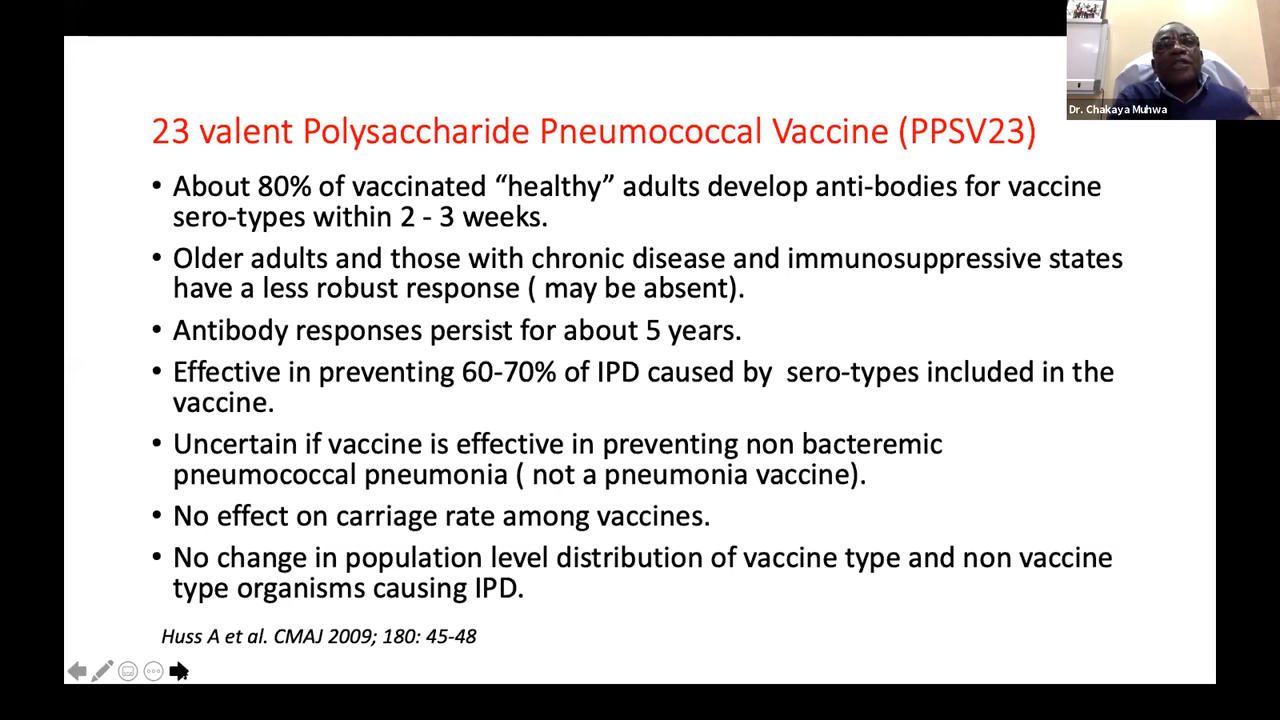 Dr. Chakaya Muhwa
23 valent Polysaccharide Pneumococcal Vaccine (PPSV23)
• About 80% of vaccinated “healthy” adults develop anti-bodies for vaccine
sero-types within 2 - 3 weeks.
• Older adults and those with chronic disease and immunosuppressive states
have a less robust response ( may be absent).
• Antibody responses persist for about 5 years.
• Effective in preventing 60-70% of IPD caused by  sero-types included in the
vaccine.
• Uncertain if vaccine is effective in preventing non bacteremic
pneumococcal pneumonia ( not a pneumonia vaccine).
• No effect on carriage rate among vaccines.
• No change in population level distribution of vaccine type and non vaccine
type organisms causing IPD.
Huss A et al. CMAJ 2009; 180: 45-48